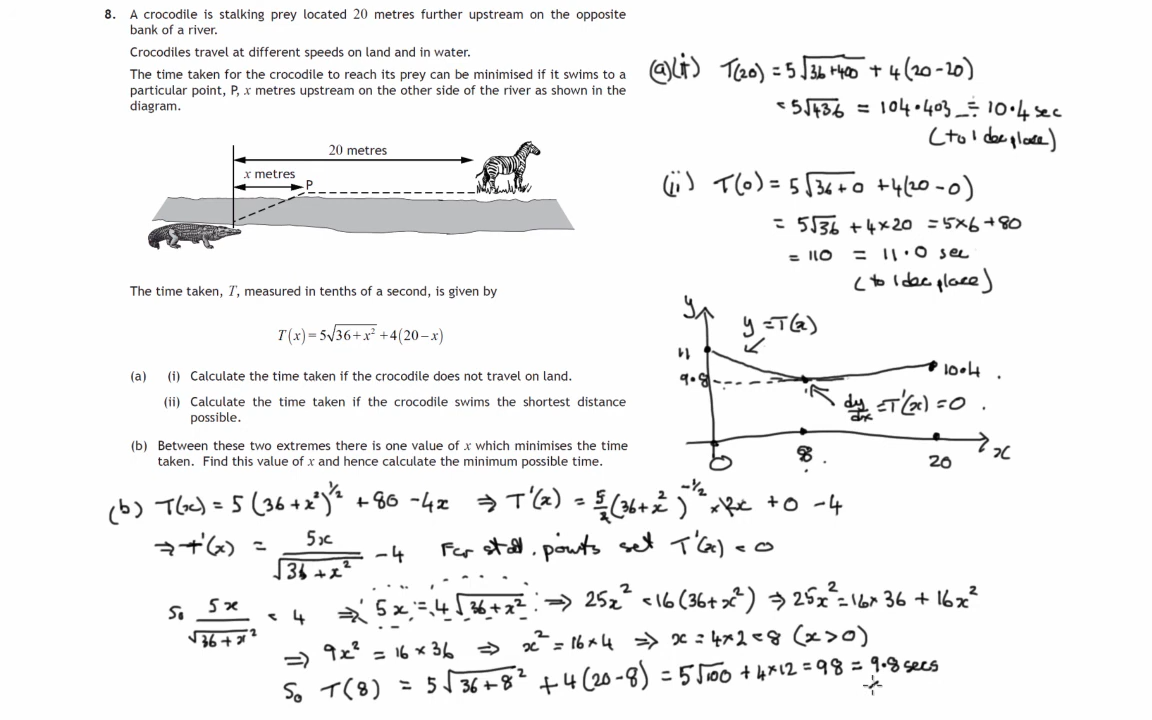 8. A crocodile is stalking prey located 20 metres further upstream on the opposite
bank of a river.
Crocodiles travel at different speeds on land and in water.
The time taken for the crocodile to reach its prey can be minimised if it swims to a
particular point, P, x metres upstream on the other side of the river as shown in the
diagram.
20 metres
x metres
P
The time taken, T, measured in tenths of a second, is given by
T(x)=5√(36+x²)+4(20−x)
(a) (i) Calculate the time taken if the crocodile does not travel on land.
(ii) Calculate the time taken if the crocodile swims the shortest distance
possible.
(b) Between these two extremes there is one value of x which minimises the time
taken. Find this value of x and hence calculate the minimum possible time.
(a)(i) T(20) = 5√(36+400) + 4(20-20)
= 5√436 = 104.403 ≑ 10.4 sec
(to 1 dec place)
(ii) T(0) = 5√(36+0) + 4(20-0)
= 5√36 + 4×20 = 5×6+80
= 110 = 11.0 sec
(to 1 dec place)
y
y = T(x)
11
9.8
10.4 .
dy/dx = T'(x) = 0 .
0 8 . 20 x
(b) T(x) = 5(36+x²)^½ + 80 - 4x ⇒ T'(x) = 5/2 (36+x²)^-½ × 2x + 0 - 4
⇒ T'(x) = 5x/√(36+x²) - 4 For stat. points set T'(x) = 0
So 5x/√(36+x²) = 4 ⇒ 5x = 4√(36+x²) ⇒ 25x² = 16(36+x²) ⇒ 25x² = 16×36 + 16x²
⇒ 9x² = 16×36 ⇒ x² = 16×4 ⇒ x = 4×2 = 8 (x>0)
So T(8) = 5√(36+8²) + 4(20-8) = 5√100 + 4×12 = 98 = 9.8 secs